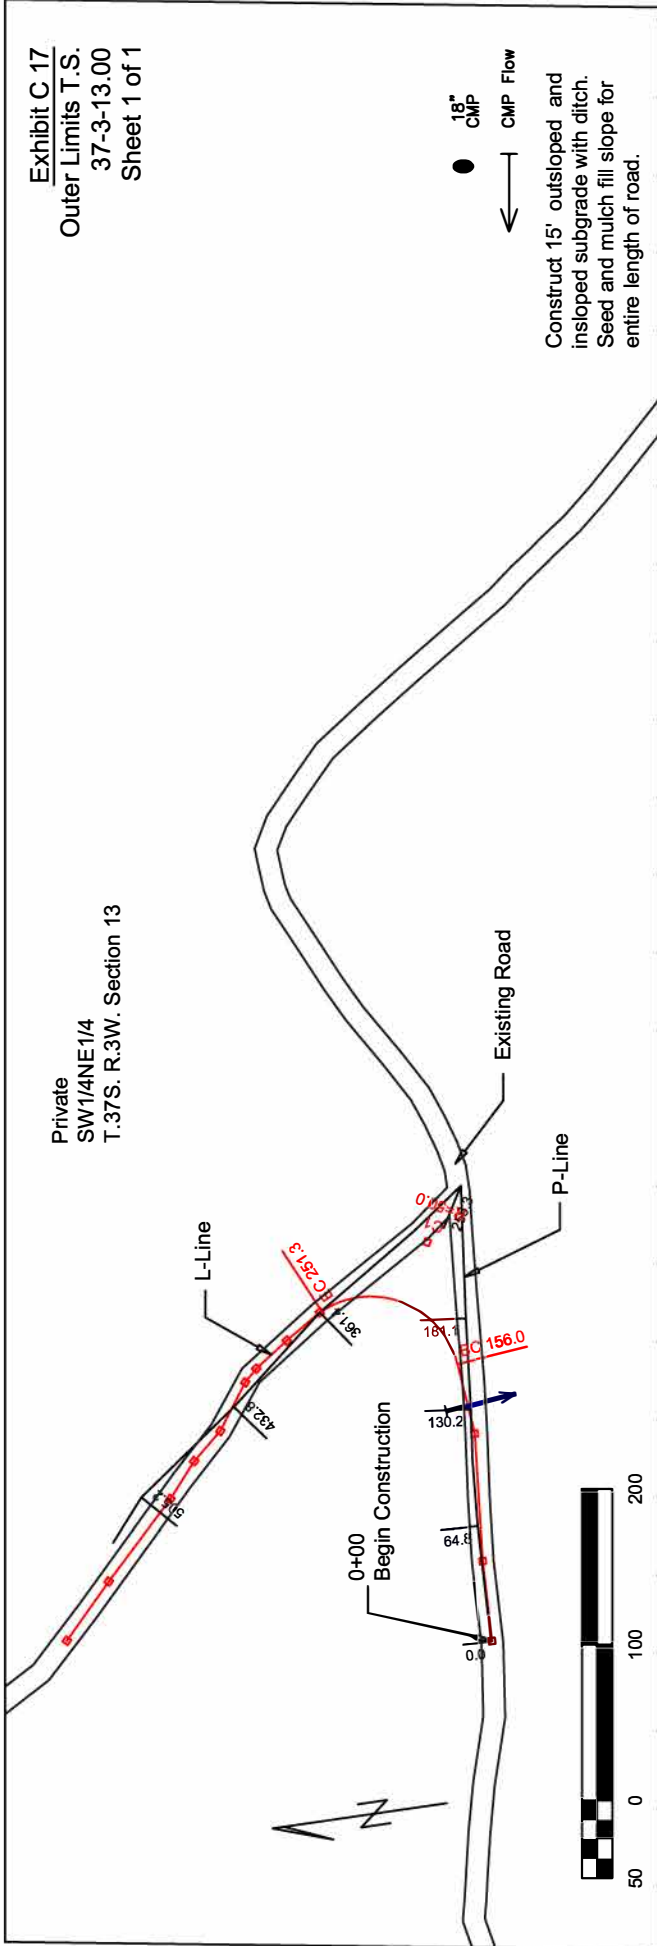 Exhibit C 17
Outer Limits T.S.
37-3-13.00
Sheet 1 of 1
Private
SW1/4NE1/4
T.37S. R.3W. Section 13
18"
CMP
CMP Flow
Construct 15' outsloped and
insloped subgrade with ditch.
Seed and mulch fill slope for
entire length of road.
L-Line
EC 251.3
361.4
432.8
C1
181.1
BC 156.0
130.2
64.8
0.0
0+00
Begin Construction
Existing Road
P-Line
N
50
0
100
200